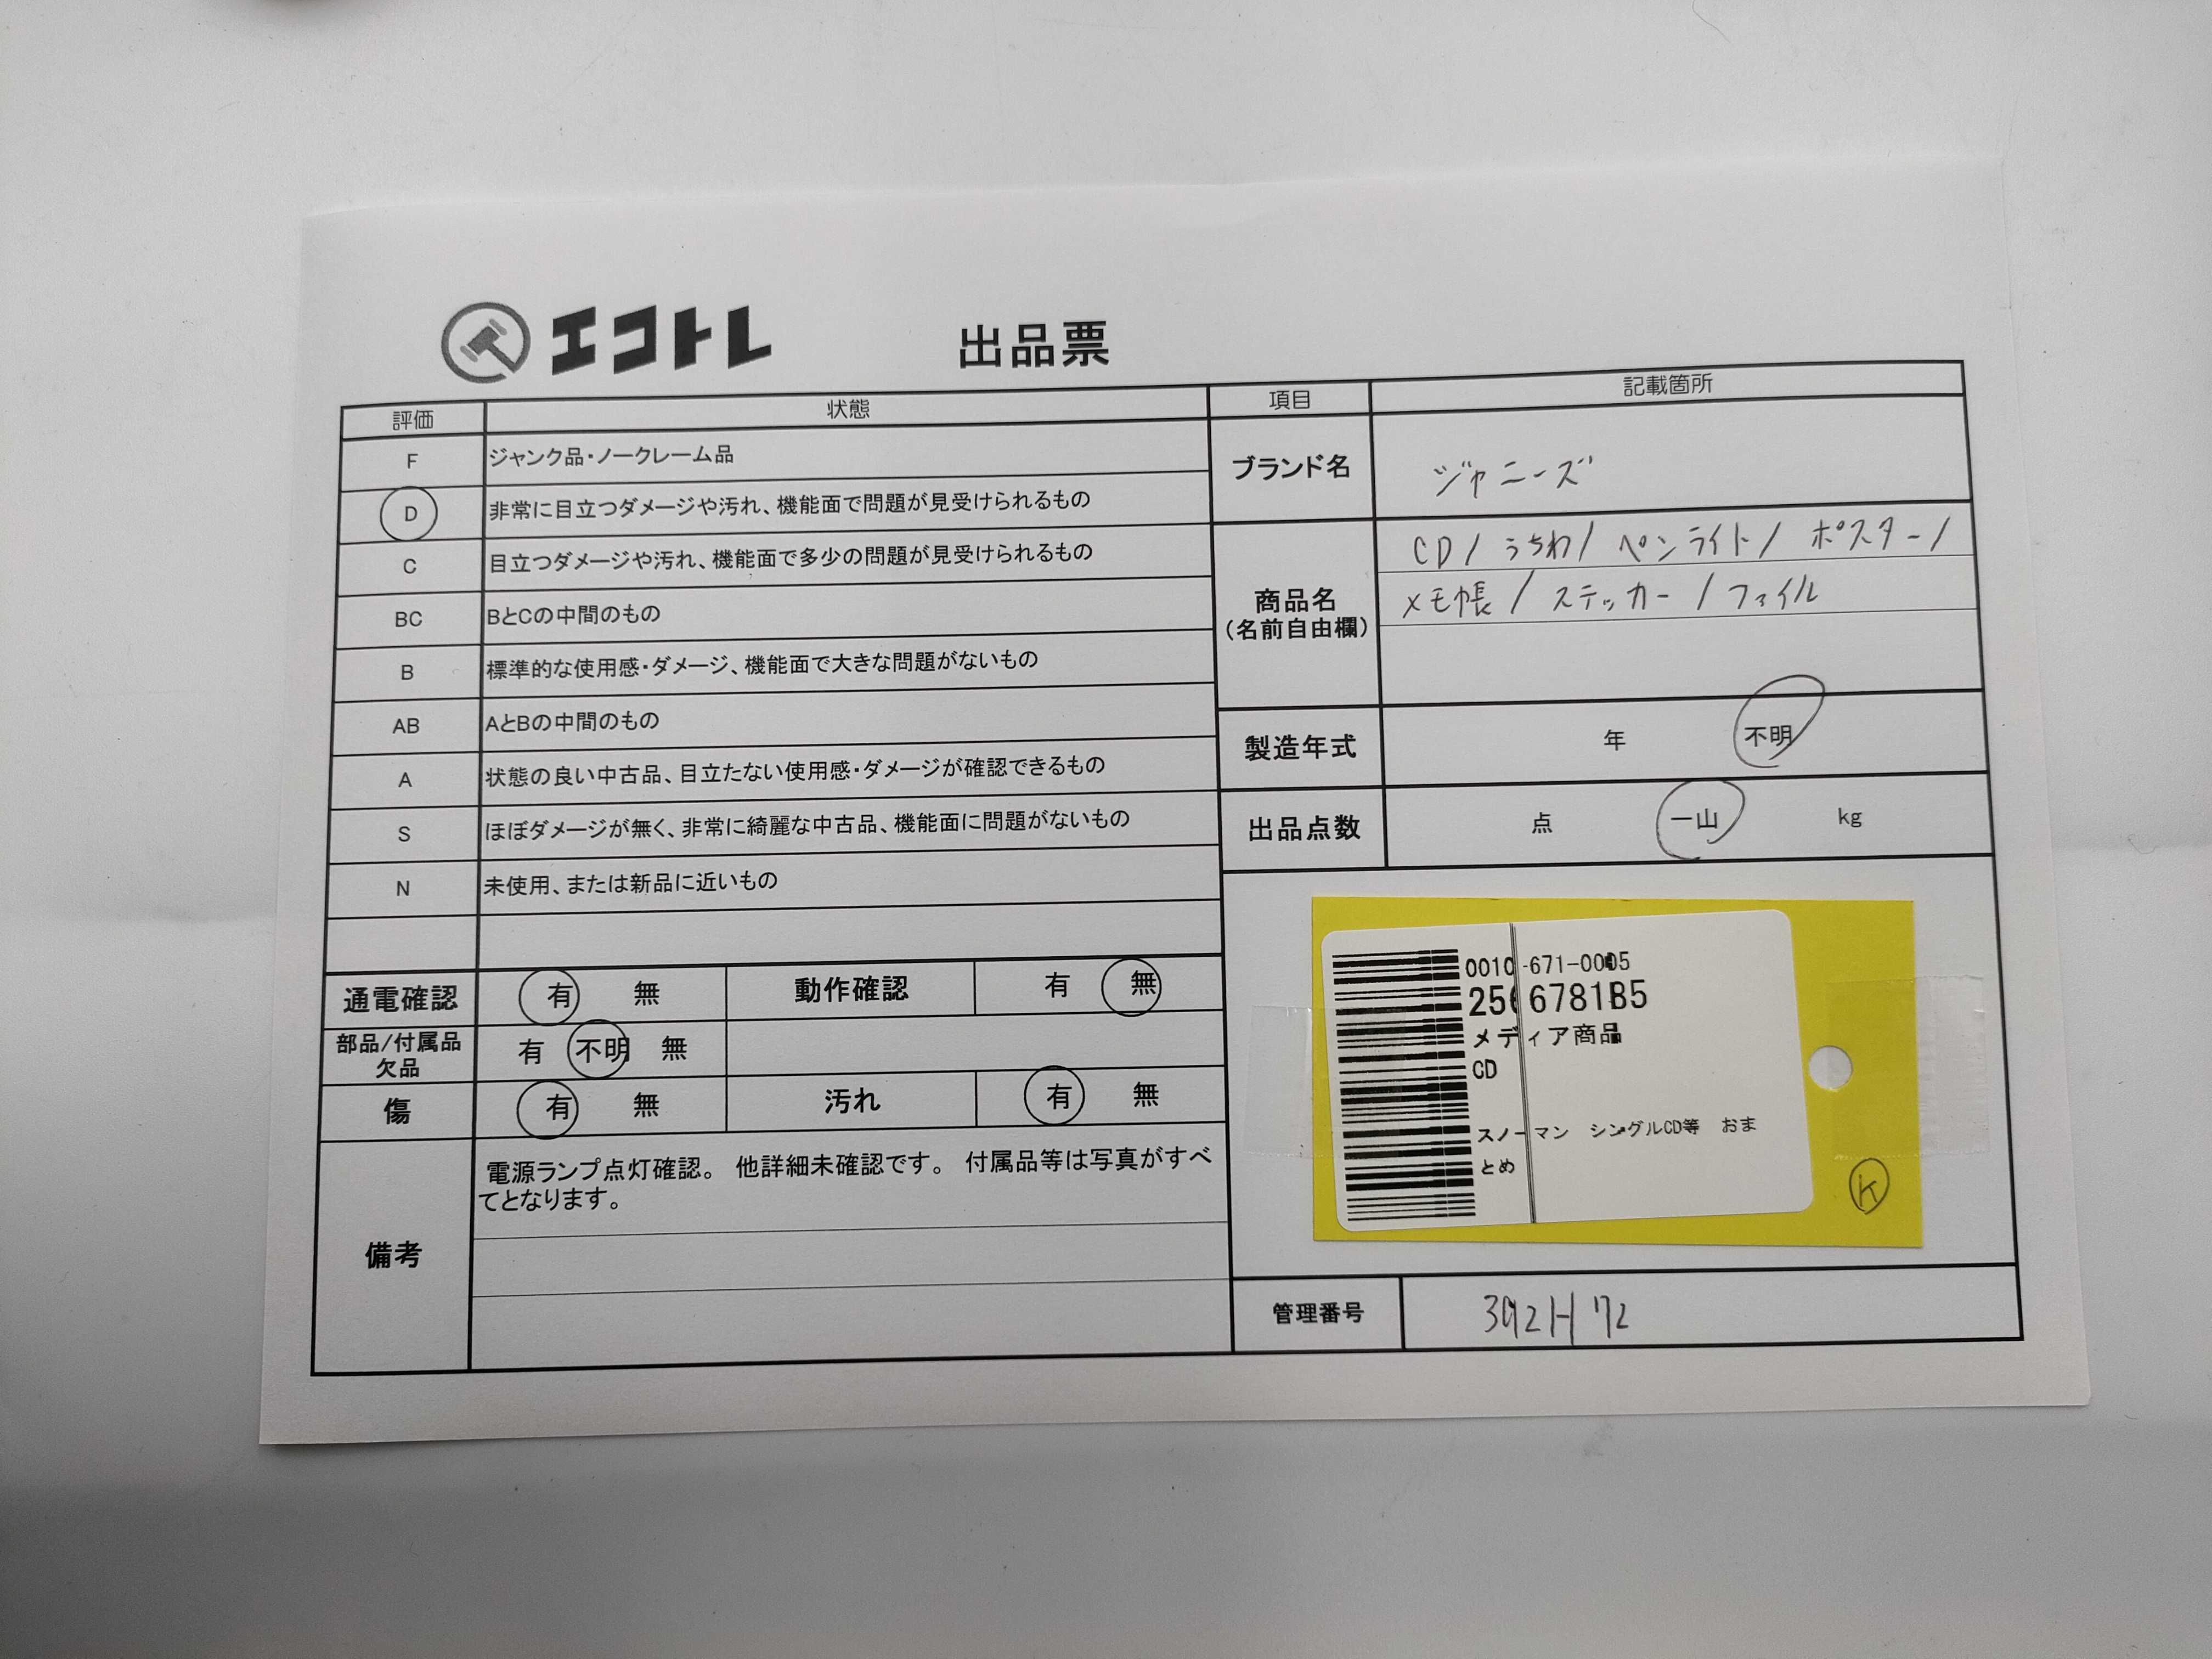 エコトレ
出品票
評価 状態
F ジャンク品・ノークレーム品
D 非常に目立つダメージや汚れ、機能面で問題が見受けられるもの
C 目立つダメージや汚れ、機能面で多少の問題が見受けられるもの
BC BとCの中間のもの
B 標準的な使用感・ダメージ、機能面で大きな問題がないもの
AB AとBの中間のもの
A 状態の良い中古品、目立たない使用感・ダメージが確認できるもの
S ほぼダメージが無く、非常に綺麗な中古品、機能面に問題がないもの
N 未使用、または新品に近いもの
通電確認 有 無 動作確認 有 無
部品/付属品
欠品
有 不明 無
傷 有 無 汚れ 有 無
備考
電源ランプ点灯確認。 他詳細未確認です。 付属品等は写真がすべ
てとなります。
項目 記載箇所
ブランド名 ジャニーズ
商品名
(名前自由欄)
CD/うちわ/ペンライト/ポスター/
メモ帳/ステッカー/ファイル
製造年式 年 不明
出品点数 点 一山 kg
0010-671-0005
メディア商品
CD
スノーマン シングルCD等 おま
とめ
K
管理番号 392H72